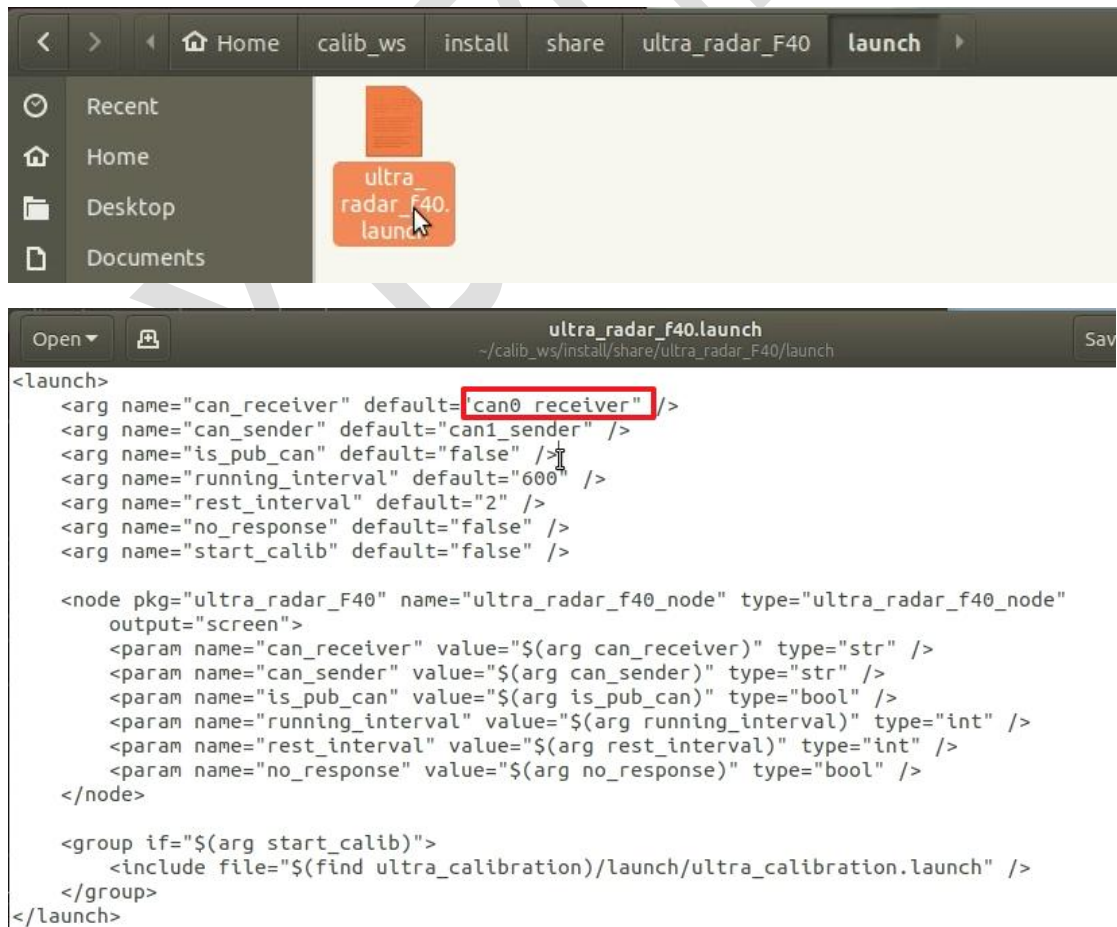 Home calib_ws install share ultra_radar_F40 launch
Recent
Home
Desktop
Documents
ultra_
radar_f40.
launch
Open
ultra_radar_f40.launch
~/calib_ws/install/share/ultra_radar_F40/launch
Sav
<launch>
    <arg name="can_receiver" default="can0_receiver" />
    <arg name="can_sender" default="can1_sender" />
    <arg name="is_pub_can" default="false" />
    <arg name="running_interval" default="600" />
    <arg name="rest_interval" default="2" />
    <arg name="no_response" default="false" />
    <arg name="start_calib" default="false" />
    <node pkg="ultra_radar_F40" name="ultra_radar_f40_node" type="ultra_radar_f40_node"
        output="screen">
        <param name="can_receiver" value="$(arg can_receiver)" type="str" />
        <param name="can_sender" value="$(arg can_sender)" type="str" />
        <param name="is_pub_can" value="$(arg is_pub_can)" type="bool" />
        <param name="running_interval" value="$(arg running_interval)" type="int" />
        <param name="rest_interval" value="$(arg rest_interval)" type="int" />
        <param name="no_response" value="$(arg no_response)" type="bool" />
    </node>
    <group if="$(arg start_calib)">
        <include file="$(find ultra_calibration)/launch/ultra_calibration.launch" />
    </group>
</launch>